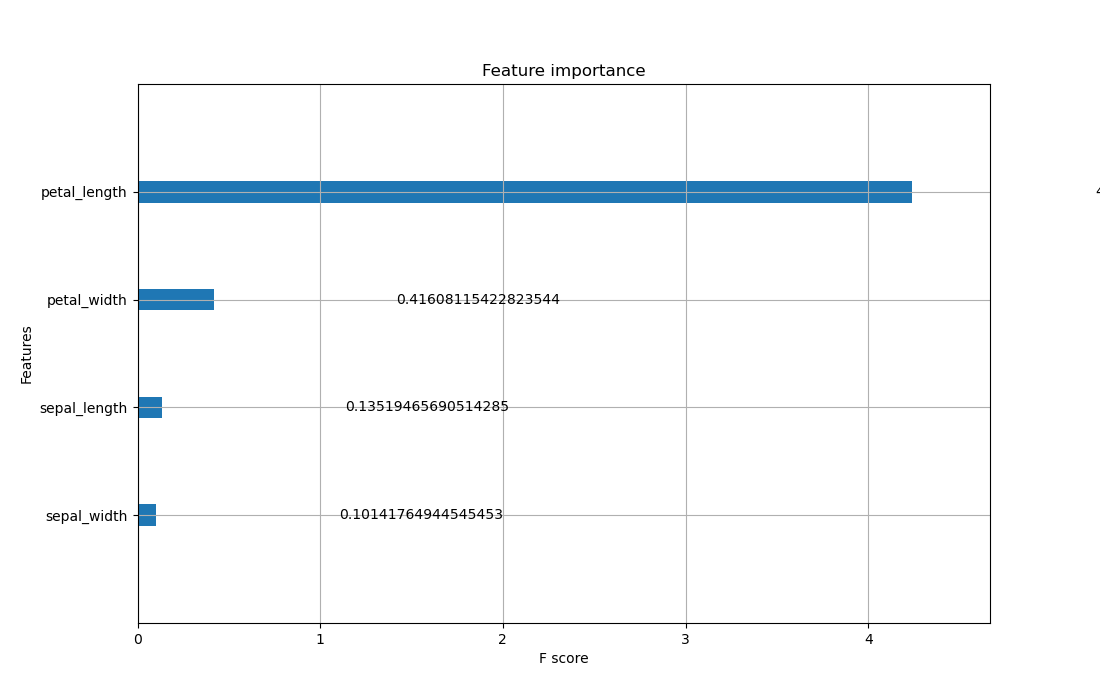 Feature importance
petal_length
4
petal_width
0.41608115422823544
Features
sepal_length
0.13519465690514285
sepal_width
0.10141764944545453
0
1
2
3
4
F score